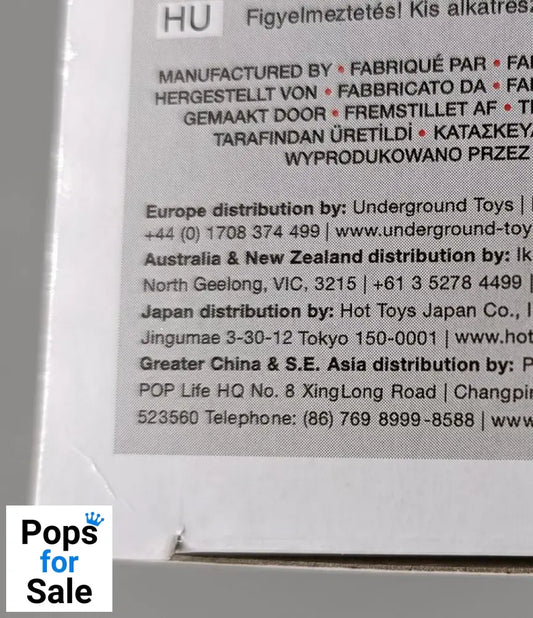 HU Figyelmeztetés! Kis alkatrész
MANUFACTURED BY • FABRIQUÉ PAR •
HERGESTELLT VON • FABBRICATO DA •
GEMAAKT DOOR • FREMSTILLET AF •
TARAFINDAN ÜRETİLDİ •
WYPRODUKOWANO PRZEZ
Europe distribution by: Underground Toys |
+44 (0) 1708 374 499 | www.underground-toy
Australia & New Zealand distribution by: Ik
North Geelong, VIC, 3215 | +61 3 5278 4499 |
Japan distribution by: Hot Toys Japan Co.,
Jingumae 3-30-12 Tokyo 150-0001 | www.hot
Greater China & S.E. Asia distribution by: P
POP Life HQ No. 8 XingLong Road | Changpin
523560 Telephone: (86) 769 8999-8588 | www
Pops
for
Sale